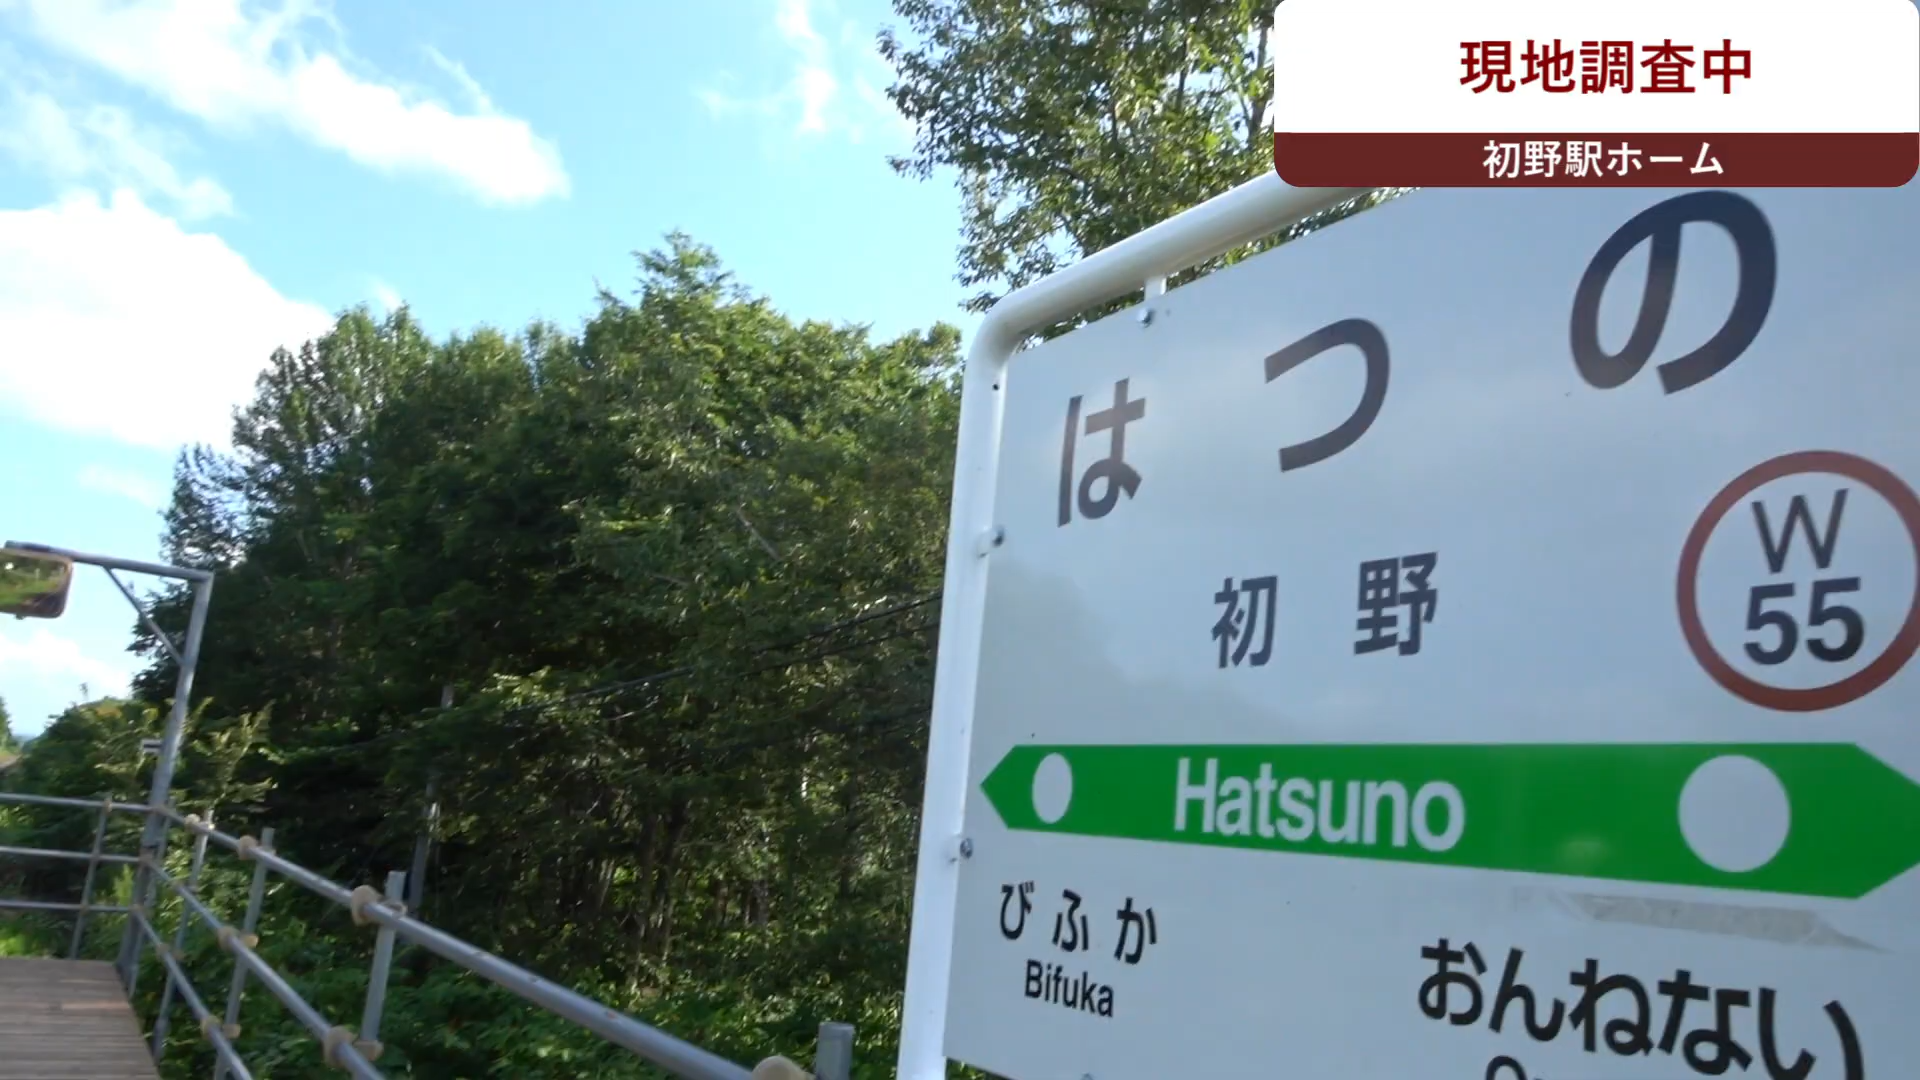 現地調査中
初野駅ホーム
はつの
初野
W
55
Hatsuno
びふか
Bifuka
おんねない